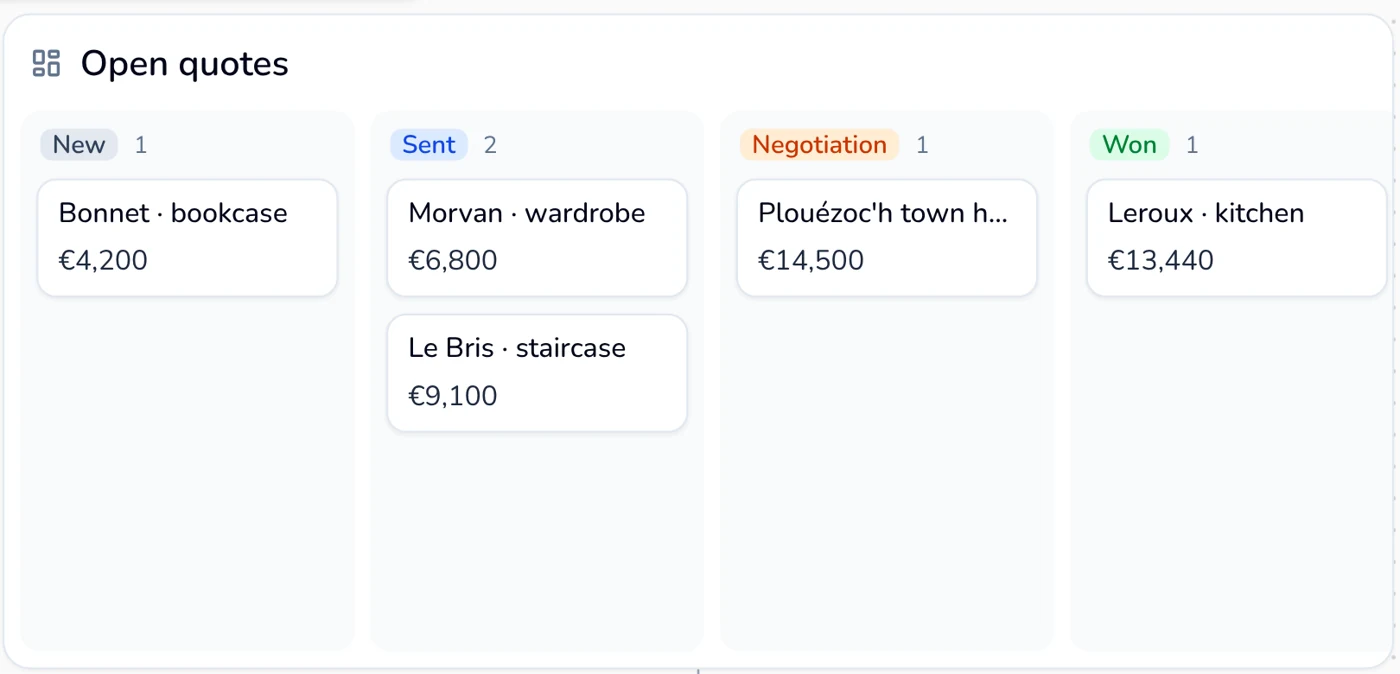 Open quotes
New 1
Bonnet · bookcase
€4,200
Sent 2
Morvan · wardrobe
€6,800
Le Bris · staircase
€9,100
Negotiation 1
Plouézoc'h town h...
€14,500
Won 1
Leroux · kitchen
€13,440